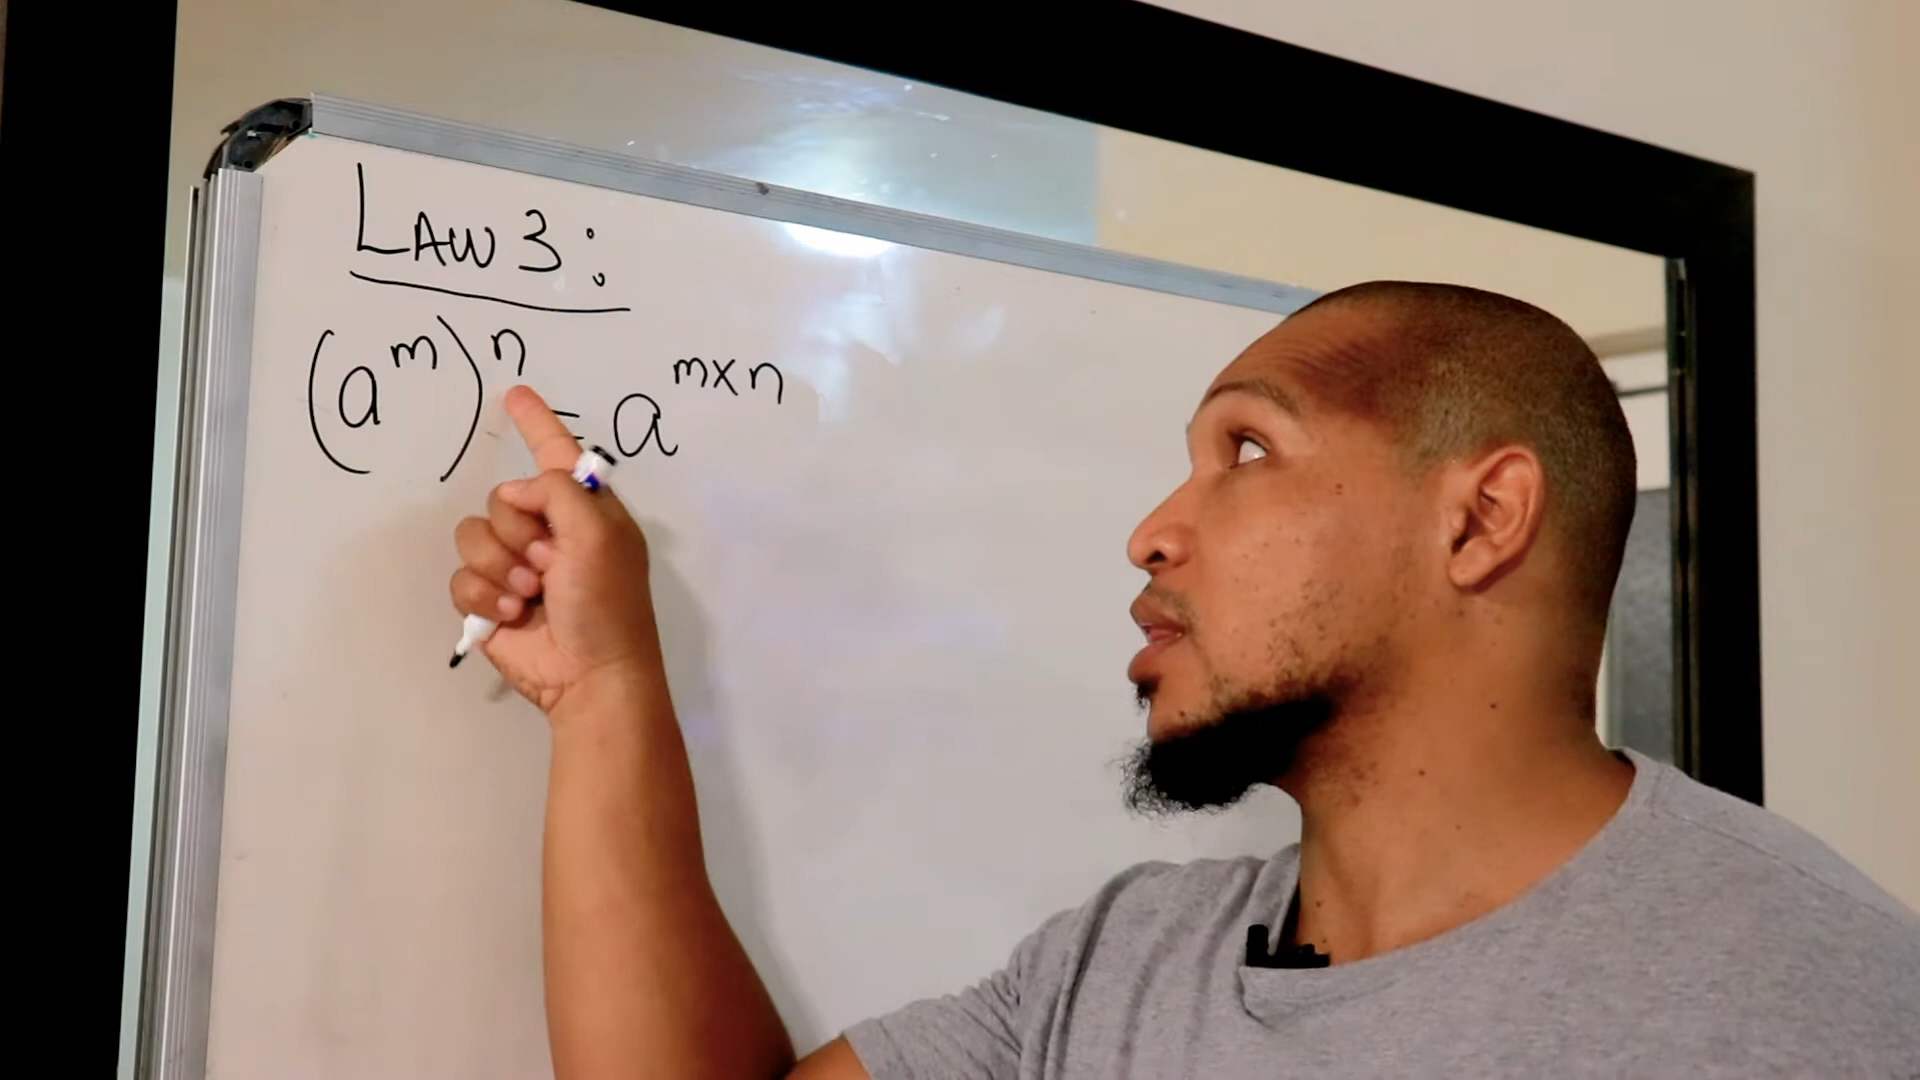 LAW 3:
(a^m)^n = a^{m×n}